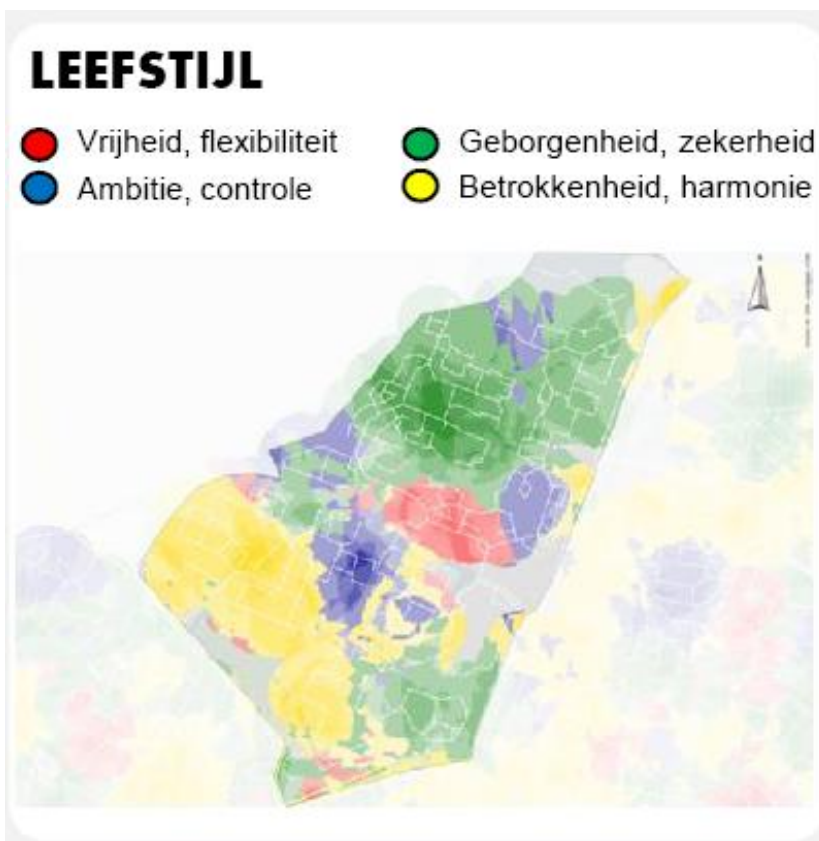 LEEFSTIJL
Vrijheid, flexibiliteit
Geborgenheid, zekerheid
Ambitie, controle
Betrokkenheid, harmonie